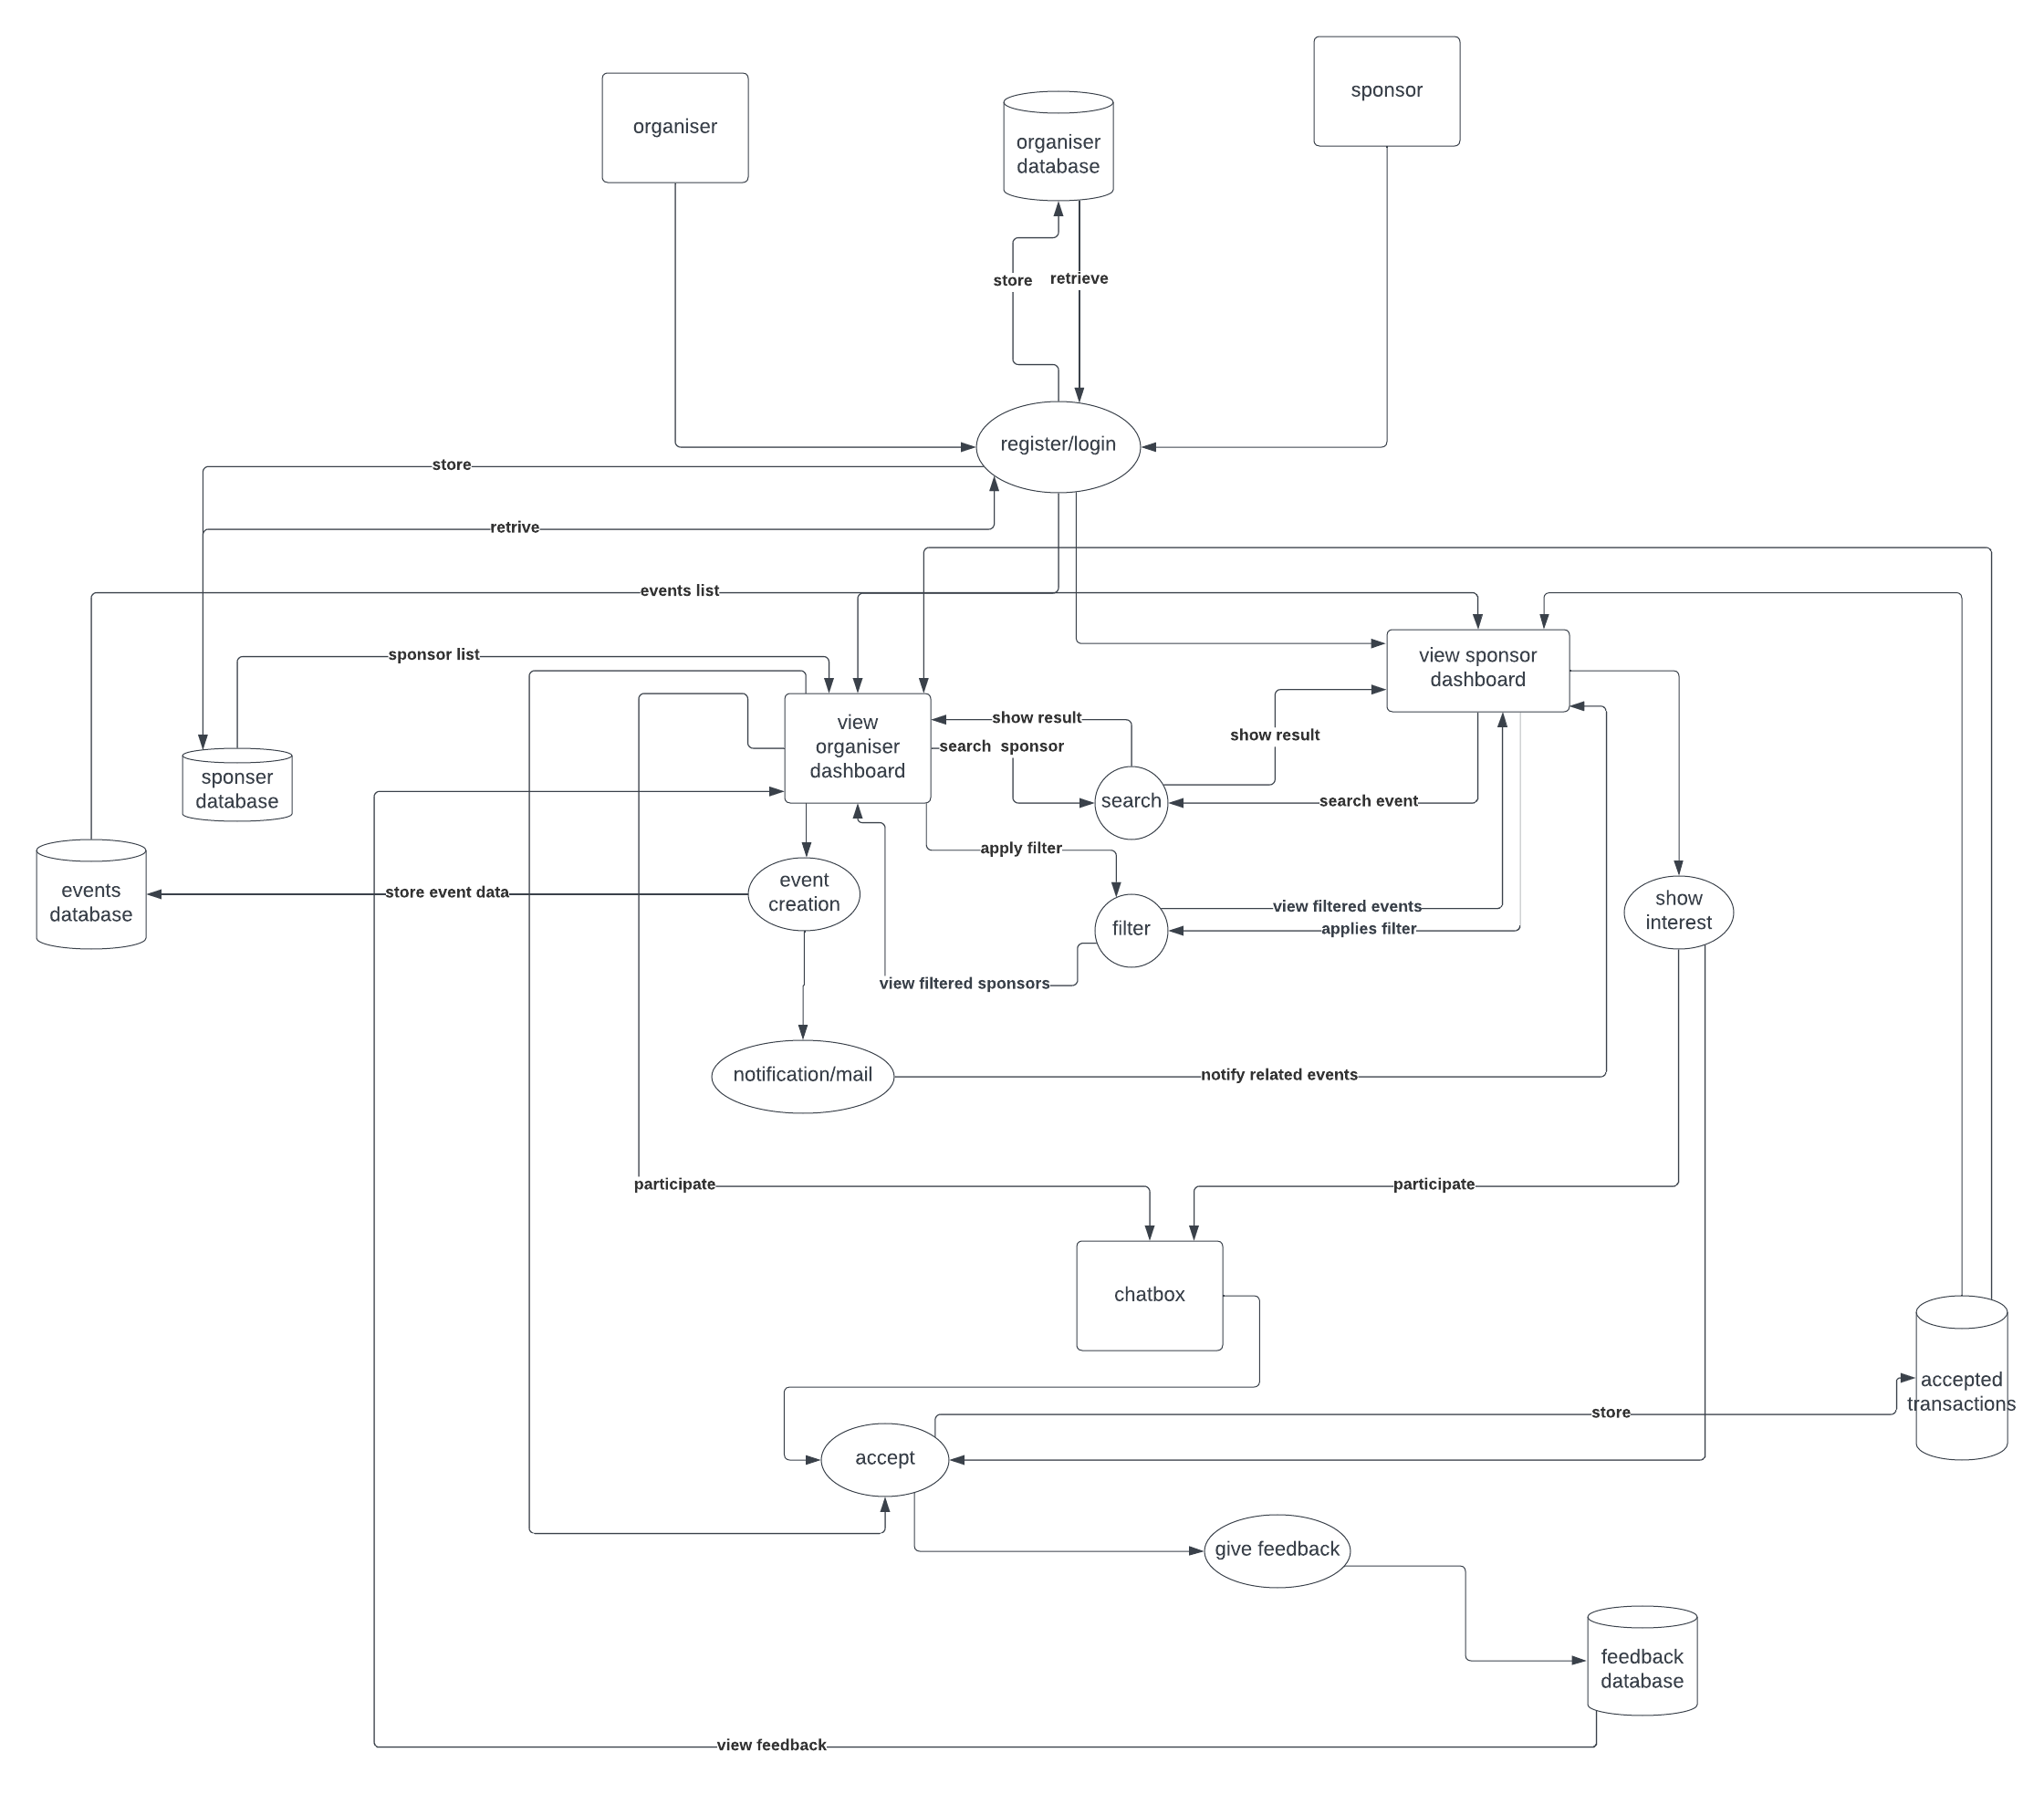 sponsor
organiser
organiser
database
store
retrieve
register/login
store
retrive
events list
sponsor list
view sponsor
dashboard
view
organiser
dashboard
show result
search  sponsor
show result
sponser
database
search
search event
apply filter
event
creation
events
database
store event data
filter
view filtered events
applies filter
show
interest
view filtered sponsors
notification/mail
notify related events
participate
participate
chatbox
accepted
transactions
store
accept
give feedback
feedback
database
view feedback